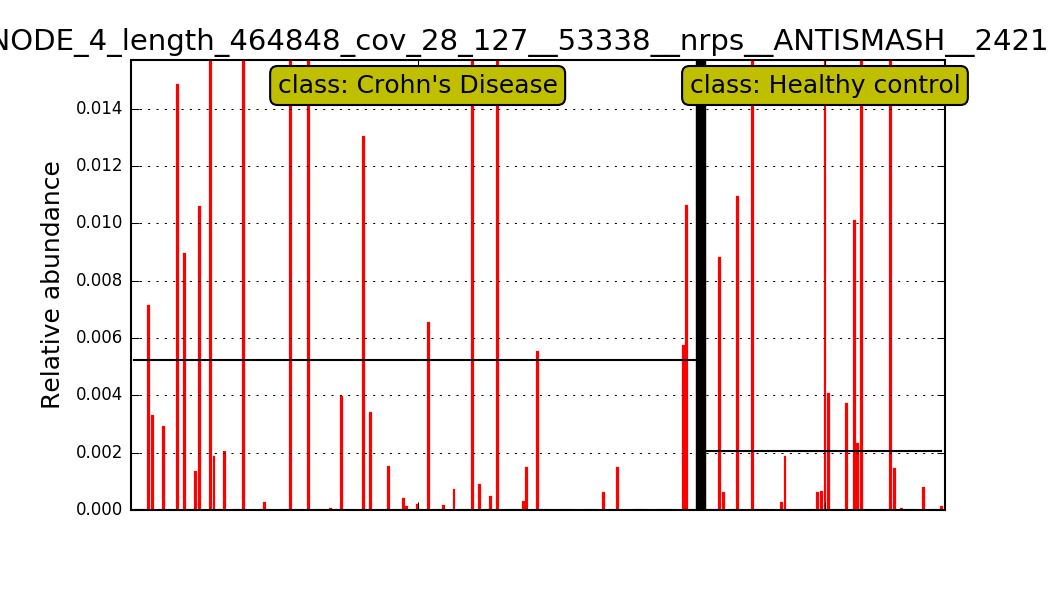 NODE_4_length_464848_cov_28_127__53338__nrps__ANTISMASH__2421
class: Crohn's Disease
class: Healthy control
0.014
0.012
0.010
0.008
0.006
0.004
0.002
0.000
Relative abundance